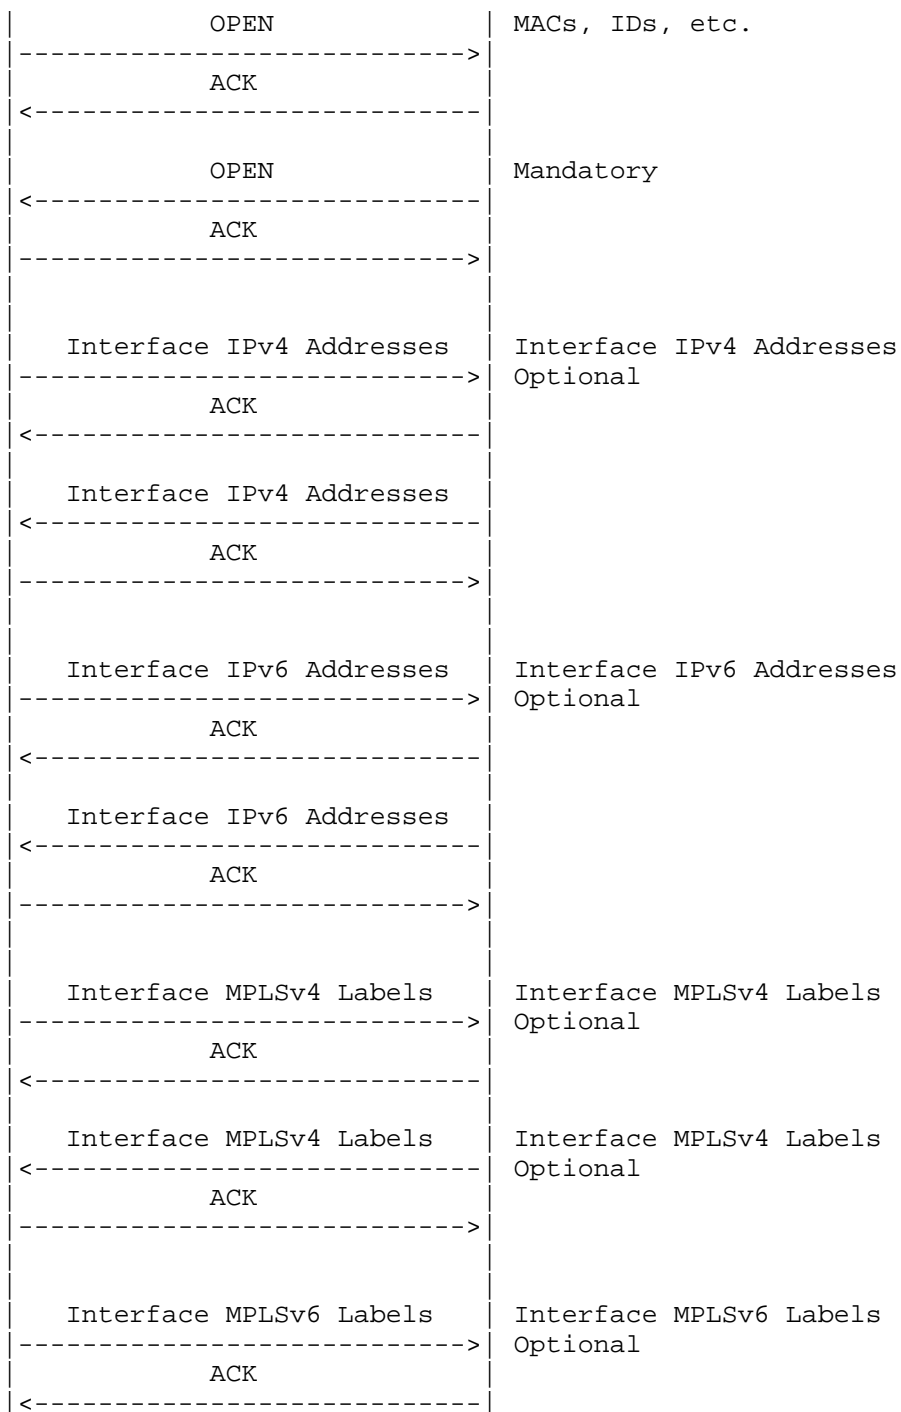 |            OPEN            | MACs, IDs, etc.
|--------------------------->|
|            ACK             |
|<---------------------------|
|                            |
|            OPEN            | Mandatory
|<---------------------------|
|            ACK             |
|--------------------------->|
|                            |
|                            |
|  Interface IPv4 Addresses  | Interface IPv4 Addresses
|--------------------------->| Optional
|            ACK             |
|<---------------------------|
|                            |
|  Interface IPv4 Addresses  |
|<---------------------------|
|            ACK             |
|--------------------------->|
|                            |
|                            |
|  Interface IPv6 Addresses  | Interface IPv6 Addresses
|--------------------------->| Optional
|            ACK             |
|<---------------------------|
|                            |
|  Interface IPv6 Addresses  |
|<---------------------------|
|            ACK             |
|--------------------------->|
|                            |
|                            |
|  Interface MPLSv4 Labels   | Interface MPLSv4 Labels
|--------------------------->| Optional
|            ACK             |
|<---------------------------|
|                            |
|  Interface MPLSv4 Labels   | Interface MPLSv4 Labels
|<---------------------------| Optional
|            ACK             |
|--------------------------->|
|                            |
|                            |
|  Interface MPLSv6 Labels   | Interface MPLSv6 Labels
|--------------------------->| Optional
|            ACK             |
|<---------------------------|